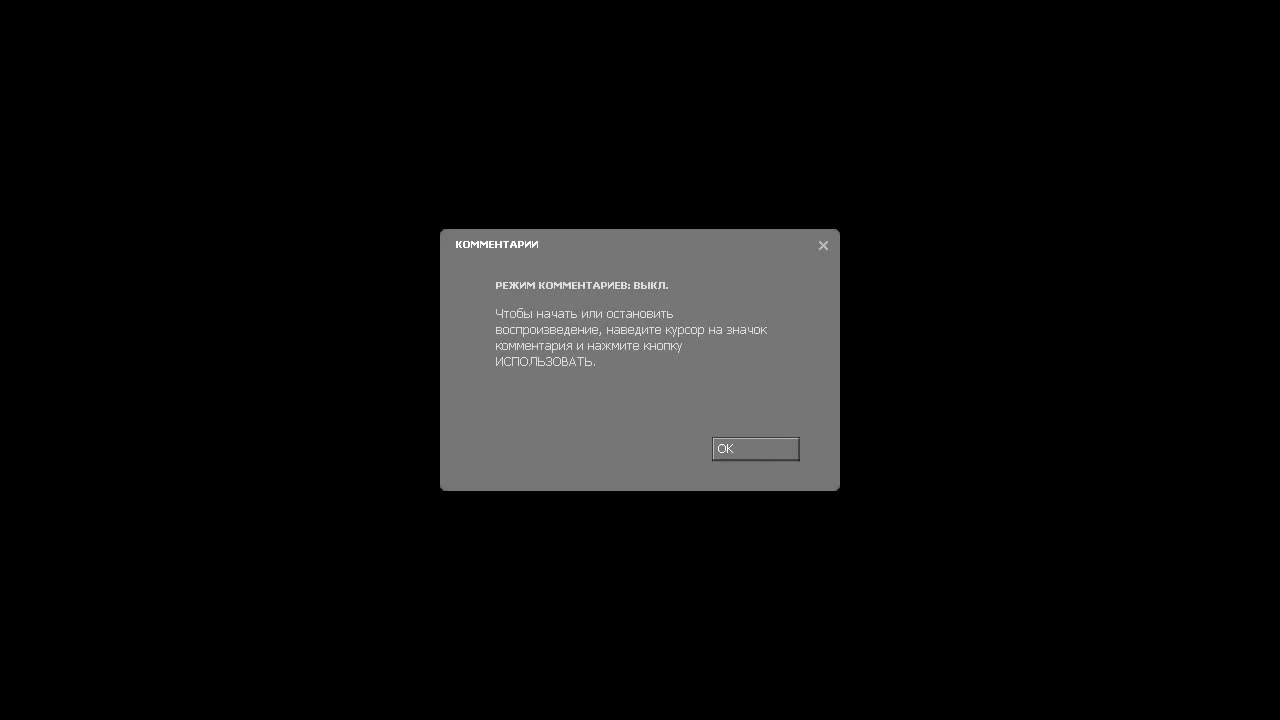 КОММЕНТАРИИ
РЕЖИМ КОММЕНТАРИЕВ: ВЫКЛ.
Чтобы начать или остановить
воспроизведение, наведите курсор на значок
комментария и нажмите кнопку
ИСПОЛЬЗОВАТЬ.
OK